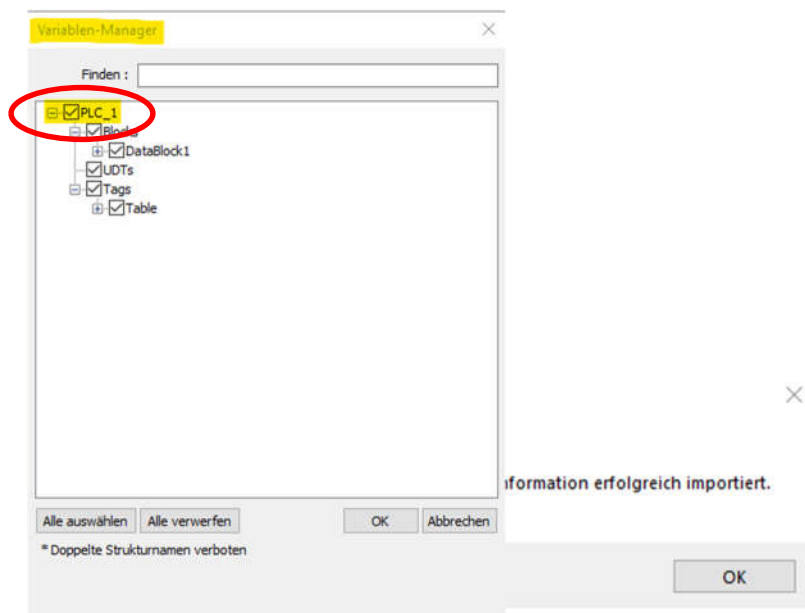 Variablen-Manager
Finden :
PLC_1
Blocks
DataBlock1
UDTs
Tags
Table
nformation erfolgreich importiert.
Alle auswählen Alle verwerfen OK Abbrechen
* Doppelte Strukturnamen verboten
OK